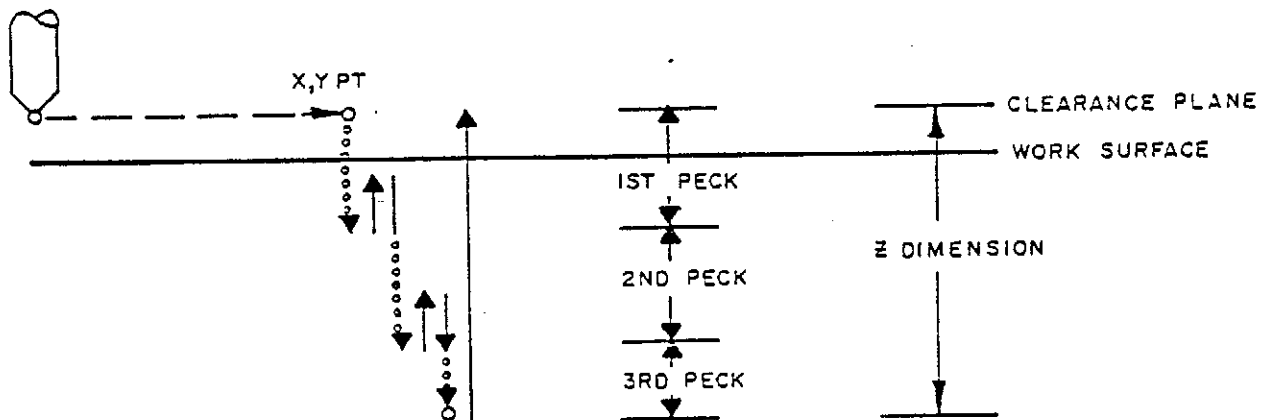 X,Y PT
CLEARANCE PLANE
WORK SURFACE
1ST PECK
Z DIMENSION
2ND PECK
3RD PECK